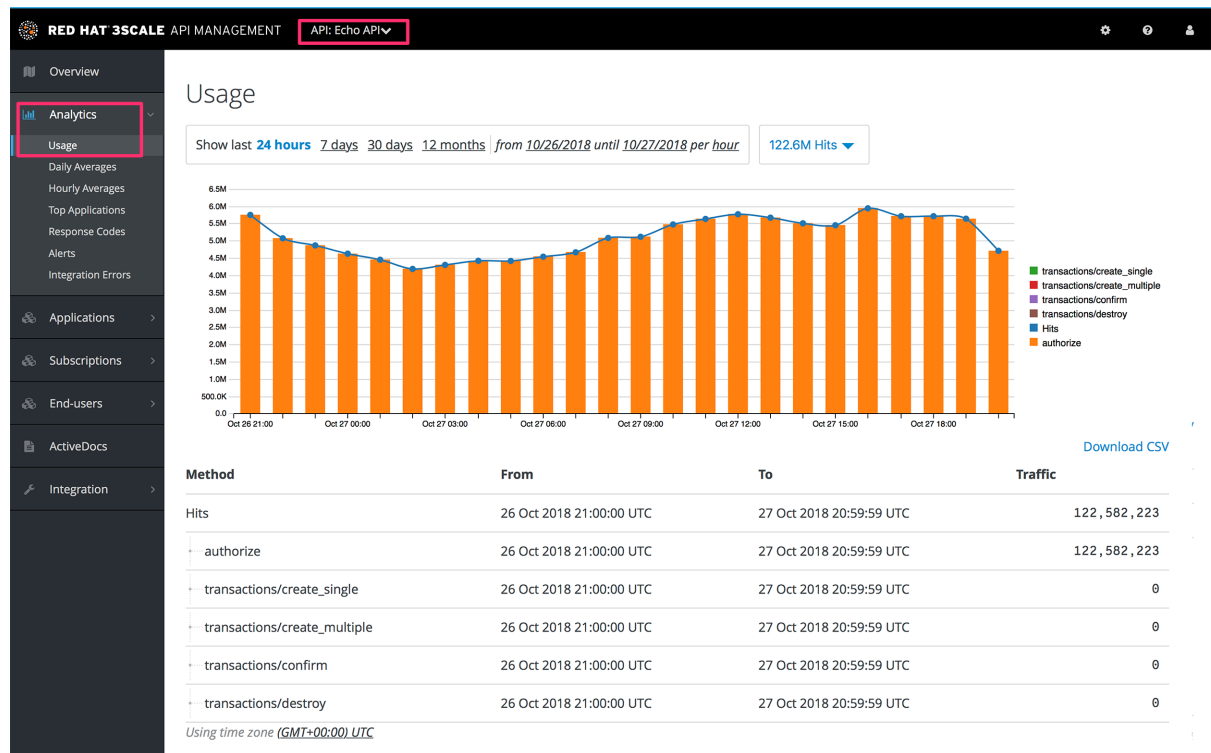 RED HAT 3SCALE API MANAGEMENT API: Echo API
Overview
Analytics
Usage
Daily Averages
Hourly Averages
Top Applications
Response Codes
Alerts
Integration Errors
Applications
Subscriptions
End-users
ActiveDocs
Integration
Usage
Show last 24 hours 7 days 30 days 12 months from 10/26/2018 until 10/27/2018 per hour 122.6M Hits
6.5M
6.0M
5.5M
5.0M
4.5M
4.0M
3.5M
3.0M
2.5M
2.0M
1.5M
1.0M
500.0K
0.0
Oct 26 21:00 Oct 27 00:00 Oct 27 03:00 Oct 27 06:00 Oct 27 09:00 Oct 27 12:00 Oct 27 15:00 Oct 27 18:00
transactions/create_single
transactions/create_multiple
transactions/confirm
transactions/destroy
Hits
authorize
Download CSV
Method From To Traffic
Hits 26 Oct 2018 21:00:00 UTC 27 Oct 2018 20:59:59 UTC 122,582,223
authorize 26 Oct 2018 21:00:00 UTC 27 Oct 2018 20:59:59 UTC 122,582,223
transactions/create_single 26 Oct 2018 21:00:00 UTC 27 Oct 2018 20:59:59 UTC 0
transactions/create_multiple 26 Oct 2018 21:00:00 UTC 27 Oct 2018 20:59:59 UTC 0
transactions/confirm 26 Oct 2018 21:00:00 UTC 27 Oct 2018 20:59:59 UTC 0
transactions/destroy 26 Oct 2018 21:00:00 UTC 27 Oct 2018 20:59:59 UTC 0
Using time zone (GMT+00:00) UTC